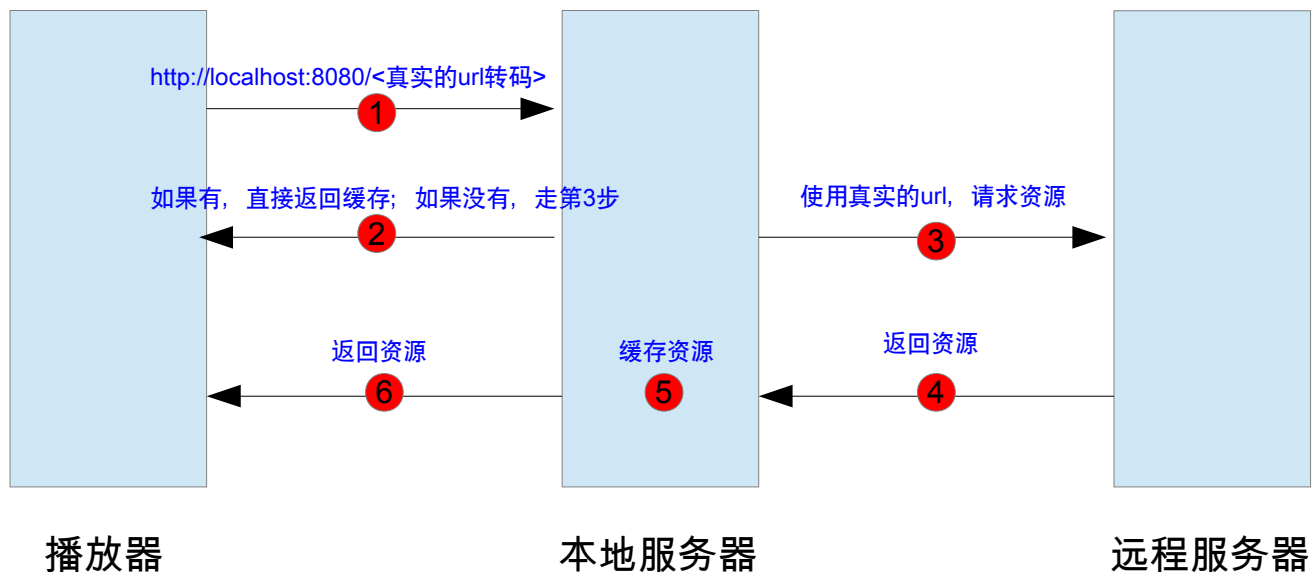 http://localhost:8080/<真实的url转码>
1
如果有，直接返回缓存；如果没有，走第3步
使用真实的url，请求资源
2
3
返回资源
缓存资源
返回资源
6
5
4
播放器
本地服务器
远程服务器